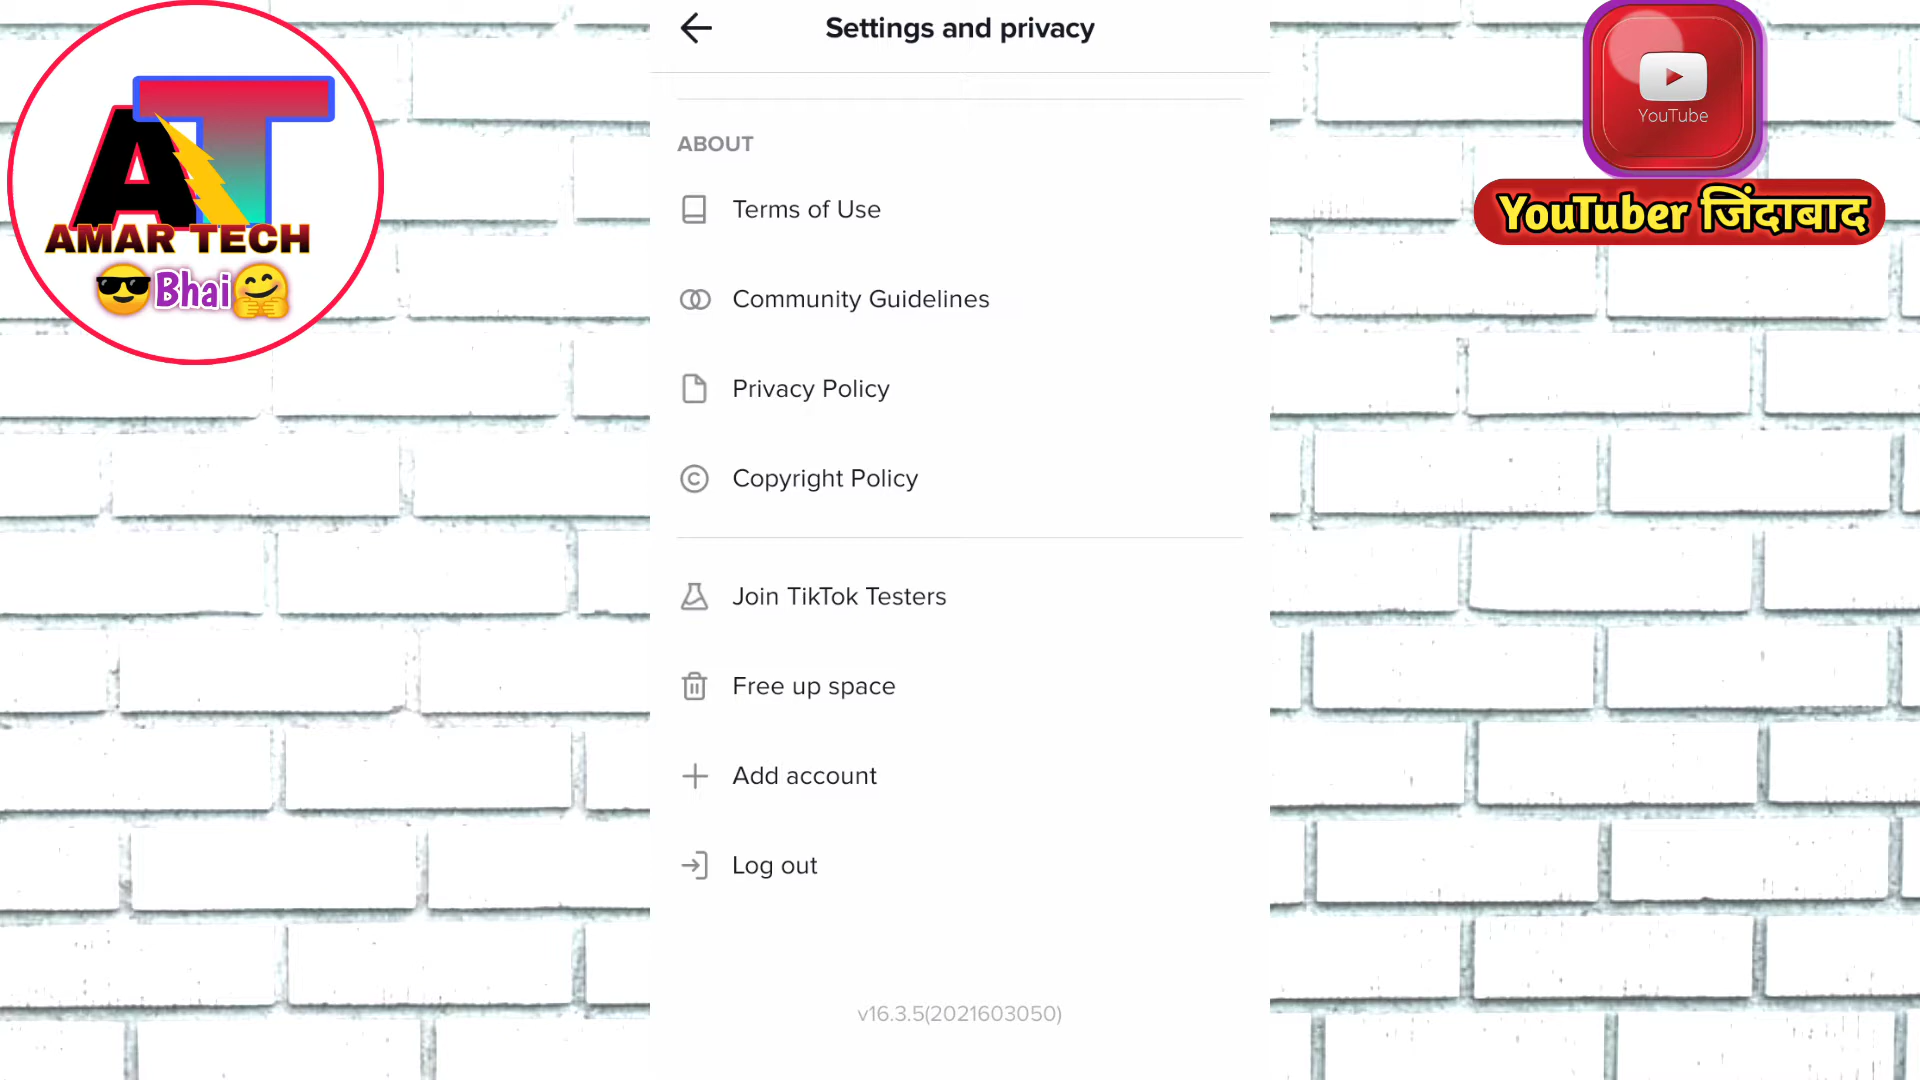 Settings and privacy
AT
AMAR TECH
Bhai
YouTube
YouTuber जिंदाबाद
ABOUT
Terms of Use
Community Guidelines
Privacy Policy
Copyright Policy
Join TikTok Testers
Free up space
Add account
Log out
v16.3.5(2021603050)